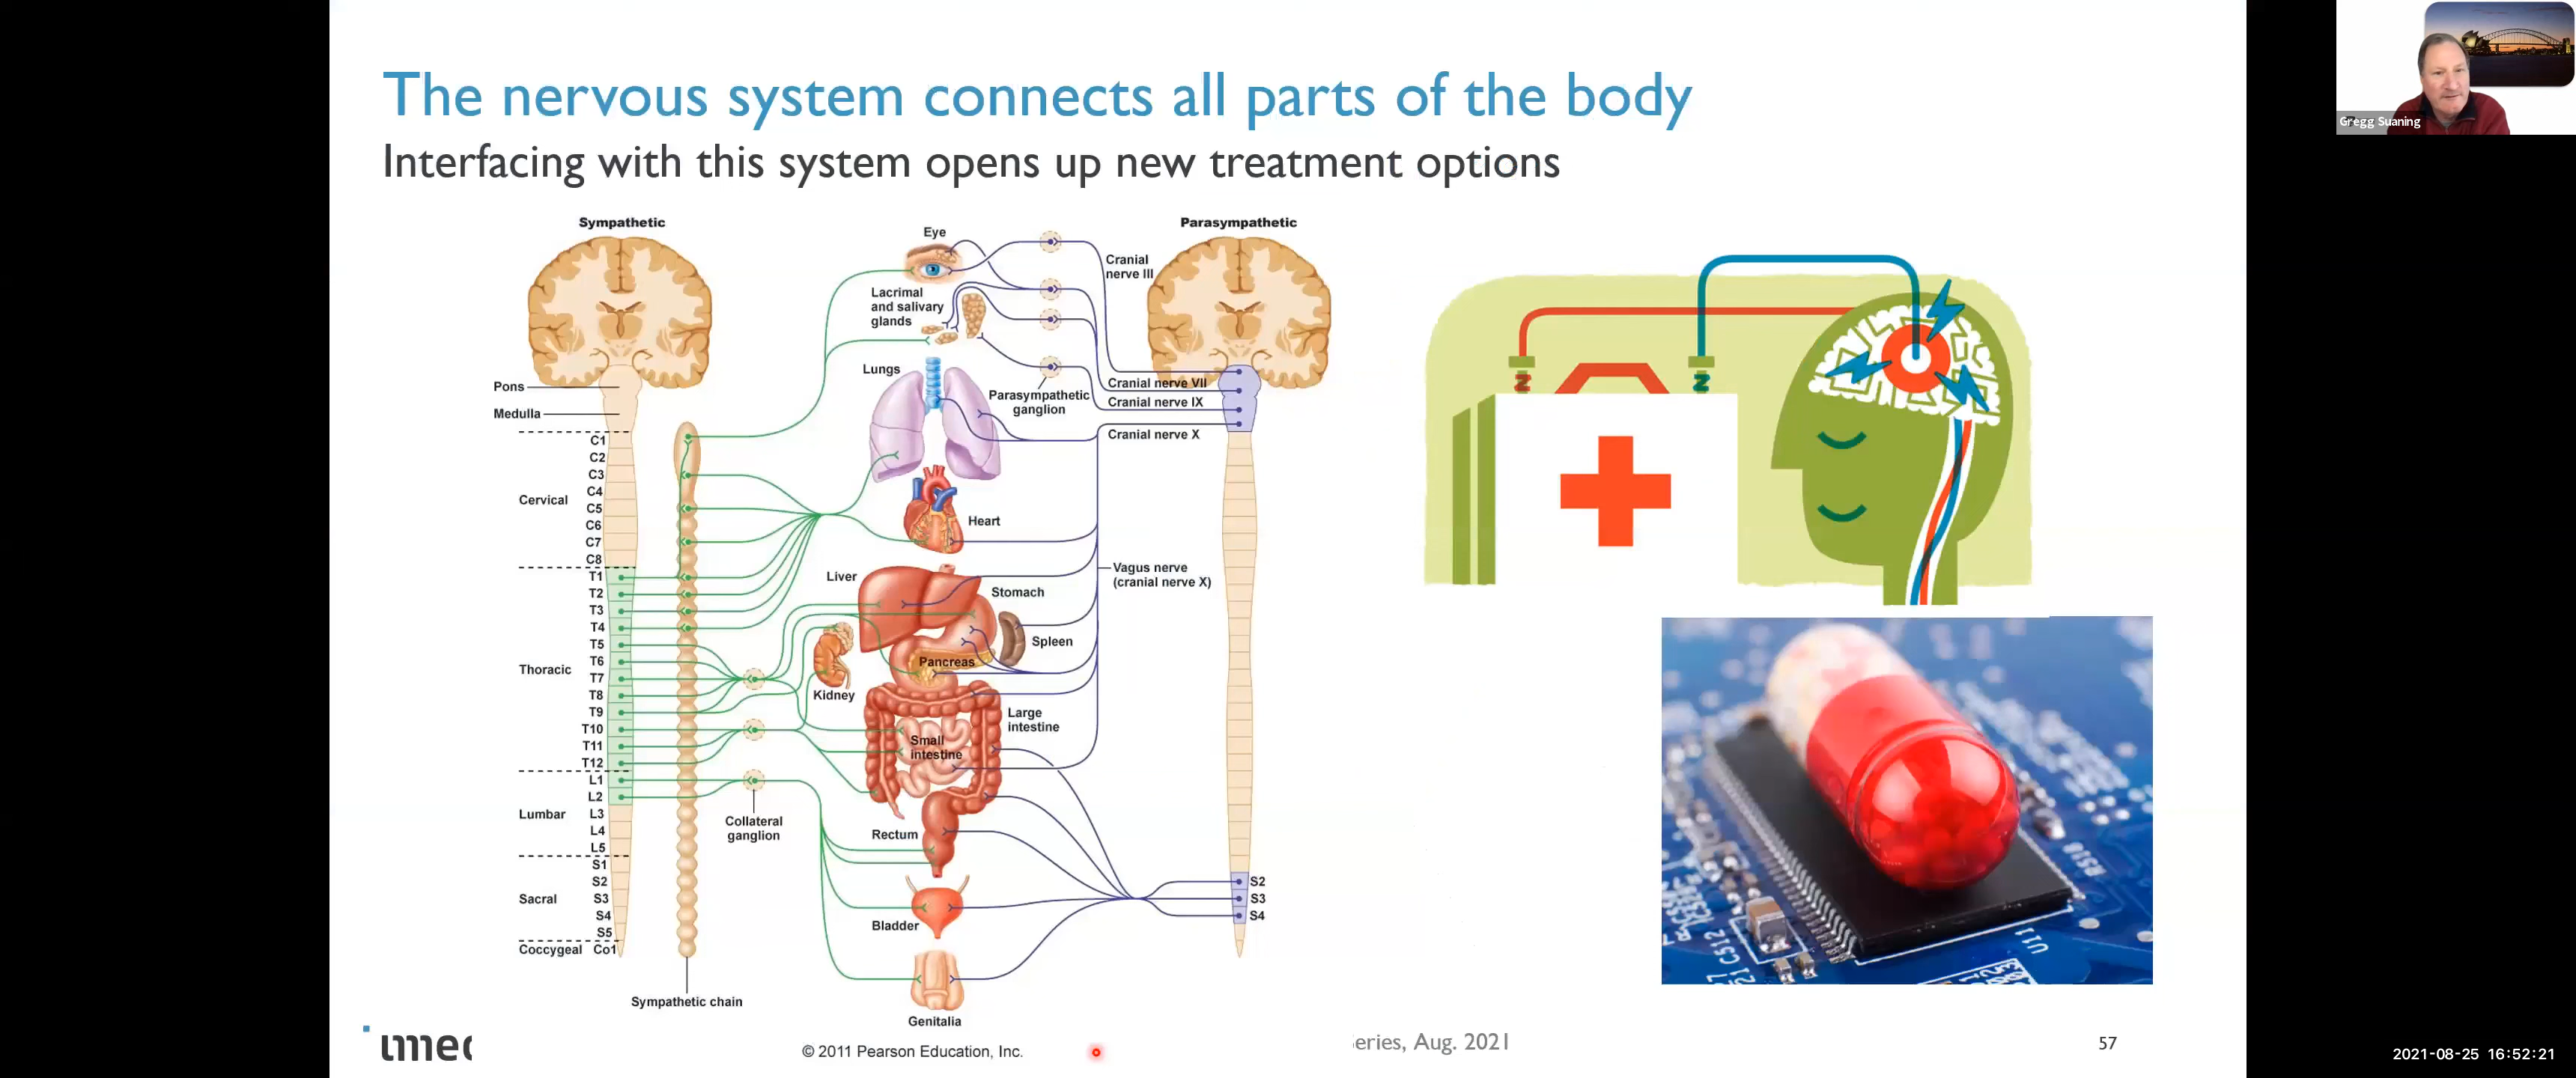 The nervous system connects all parts of the body
Interfacing with this system opens up new treatment options
Gregg Suaning
Sympathetic
Pons
Medulla
C1
C2
C3
Cervical
C4
C5
C6
C7
C8
T1
T2
T3
T4
T5
Thoracic
T6
T7
T8
T9
T10
T11
T12
L1
L2
Lumbar
L3
L4
L5
S1
S2
Sacral
S3
S4
S5
Coccygeal Co1
Sympathetic chain
Collateral
ganglion
Eye
Lacrimal
and salivary
glands
Lungs
Parasympathetic
ganglion
Heart
Liver
Stomach
Spleen
Pancreas
Kidney
Large
intestine
Small
intestine
Rectum
Bladder
Genitalia
Parasympathetic
Cranial
nerve III
Cranial nerve VII
Cranial nerve IX
Cranial nerve X
Vagus nerve
(cranial nerve X)
S2
S3
S4
C512
U11
imec
© 2011 Pearson Education, Inc.
eries, Aug. 2021
57
2021-08-25 16:52:21